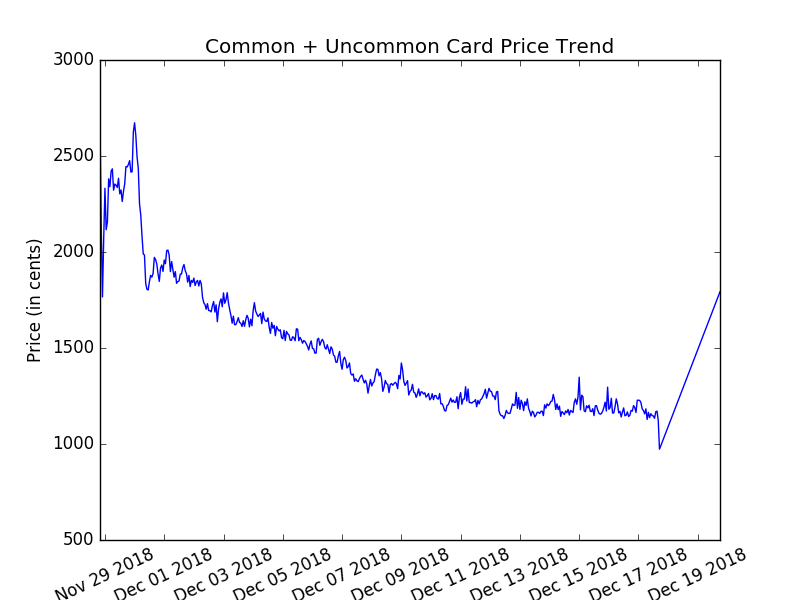 Common + Uncommon Card Price Trend
Price (in cents)
3000
2500
2000
1500
1000
500
Nov 29 2018
Dec 01 2018
Dec 03 2018
Dec 05 2018
Dec 07 2018
Dec 09 2018
Dec 11 2018
Dec 13 2018
Dec 15 2018
Dec 17 2018
Dec 19 2018